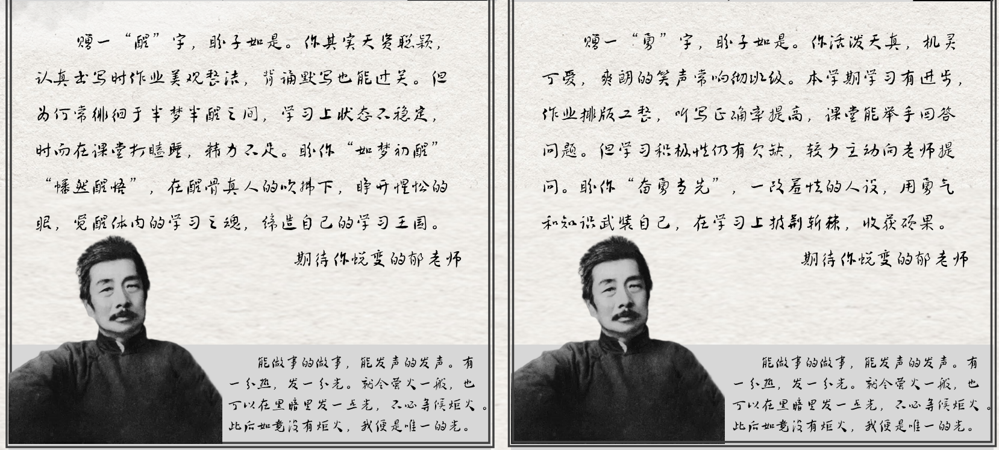 赠一“醒”字，盼子如是。你其实天资聪颖，
认真书写时作业美观整洁，背诵默写也能过关。但
为何常徘徊于半梦半醒之间，学习上状态不稳定，
时而在课堂打瞌睡，精力不足。盼你“如梦初醒”
“幡然醒悟”，在醒骨真人的吹拂下，睁开惺忪的
眼，觉醒体内的学习之魂，缔造自己的学习王国。
期待你蜕变的郁老师
能做事的做事，能发声的发声。有
一分热，发一分光。就令萤火一般，也
可以在黑暗里发一点光，不必等候炬火。
此后如竟没有炬火，我便是唯一的光。
赠一“勇”字，盼子如是。你活泼天真，机灵
可爱，爽朗的笑声常响彻班级。本学期学习有进步，
作业排版工整，听写正确率提高，课堂能举手回答
问题。但学习积极性仍有欠缺，较少主动向老师提
问。盼你“奋勇当先”，一改羞怯的人设，用勇气
和知识武装自己，在学习上披荆斩棘，收获硕果。
期待你蜕变的郁老师
能做事的做事，能发声的发声。有
一分热，发一分光。就令萤火一般，也
可以在黑暗里发一点光，不必等候炬火。
此后如竟没有炬火，我便是唯一的光。